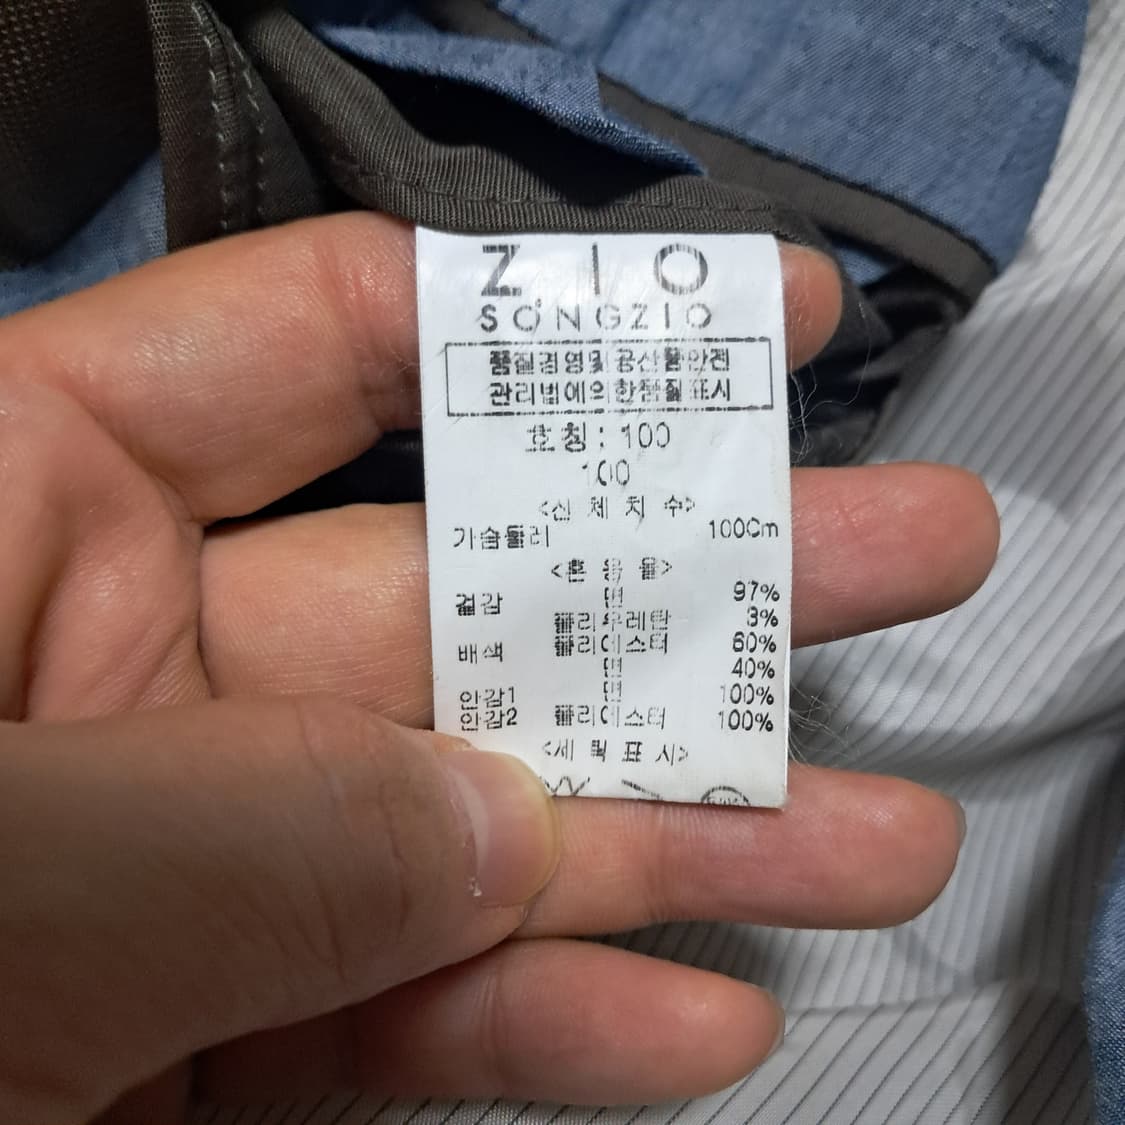 ZIO
SONGZIO
품질경영및공산품안전
관리법에의한품질표시
호칭: 100
100
<신 체 치 수>
가슴둘레 100Cm
<혼 용 율>
겉감 면 97%
폴리우레탄 3%
배색 폴리에스터 60%
면 40%
안감1 면 100%
안감2 폴리에스터 100%
<세 탁 표 시>